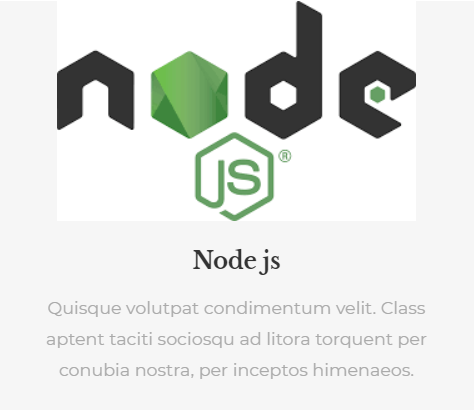 node
JS®
Node js
Quisque volutpat condimentum velit. Class
aptent taciti sociosqu ad litora torquent per
conubia nostra, per inceptos himenaeos.